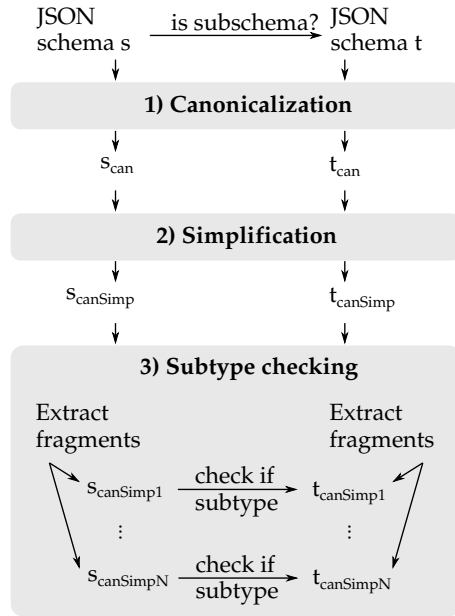 JSON
schema s
is subschema?
JSON
schema t
1) Canonicalization
s_can
t_can
2) Simplification
s_canSimp
t_canSimp
3) Subtype checking
Extract
fragments
Extract
fragments
s_canSimp1
check if
subtype
t_canSimp1
⋮
⋮
s_canSimpN
check if
subtype
t_canSimpN